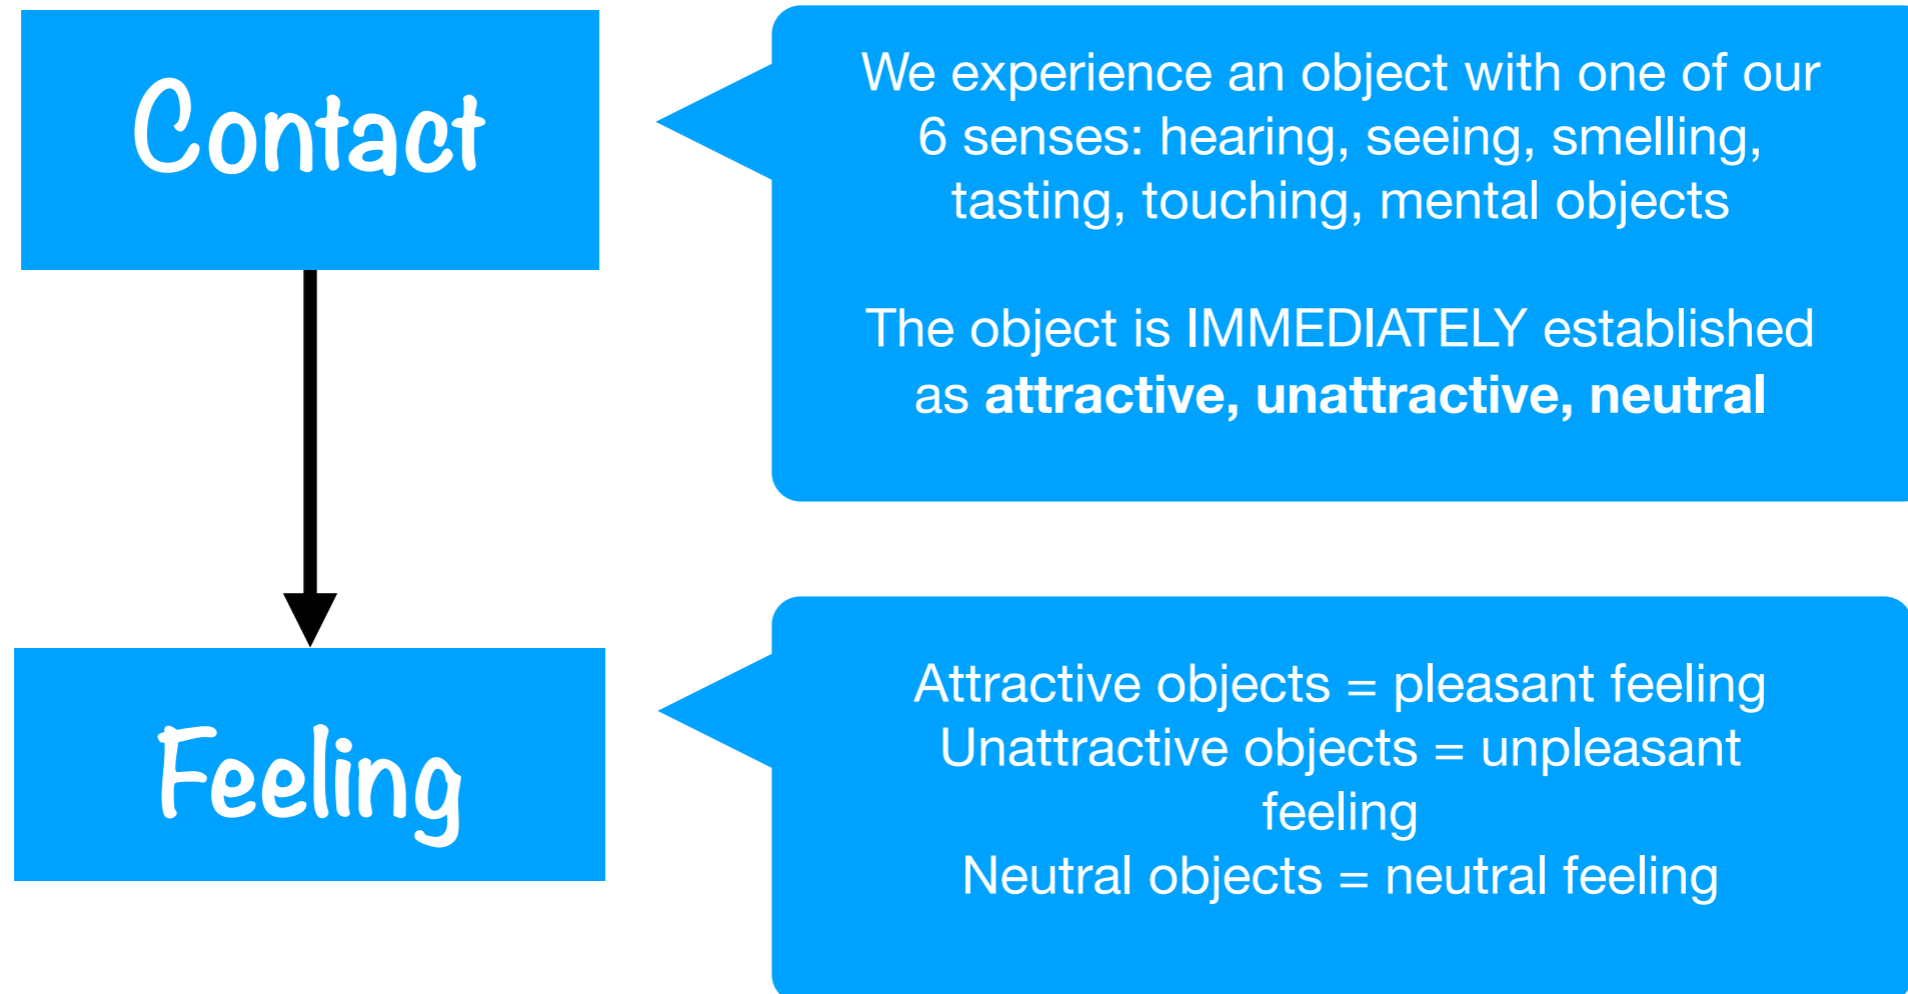 Contact
We experience an object with one of our
6 senses: hearing, seeing, smelling,
tasting, touching, mental objects
The object is IMMEDIATELY established
as attractive, unattractive, neutral
Feeling
Attractive objects = pleasant feeling
Unattractive objects = unpleasant
feeling
Neutral objects = neutral feeling